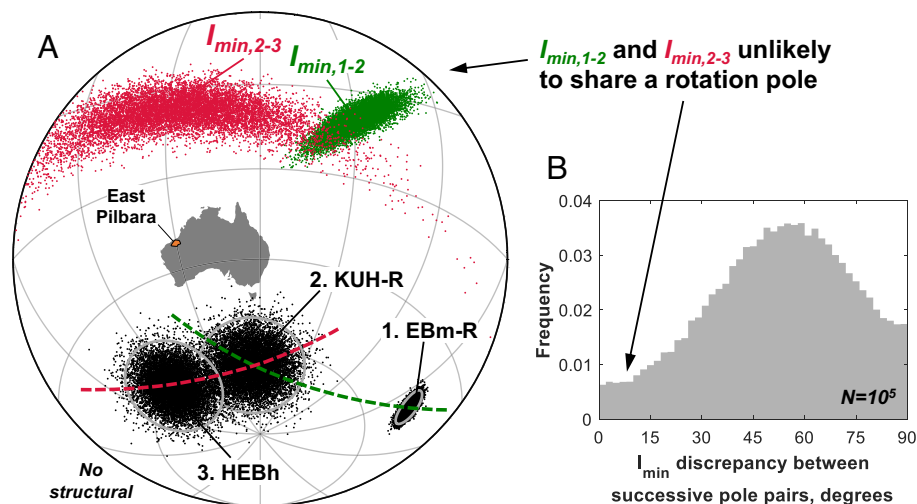 A
I_min,2-3
I_min,1-2
I_min,1-2 and I_min,2-3 unlikely
to share a rotation pole
East
Pilbara
2. KUH-R
1. EBm-R
3. HEBh
No
structural
B
0.04
0.03
0.02
0.01
0
Frequency
N=10⁵
0 15 30 45 60 75 90
I_min discrepancy between
successive pole pairs, degrees